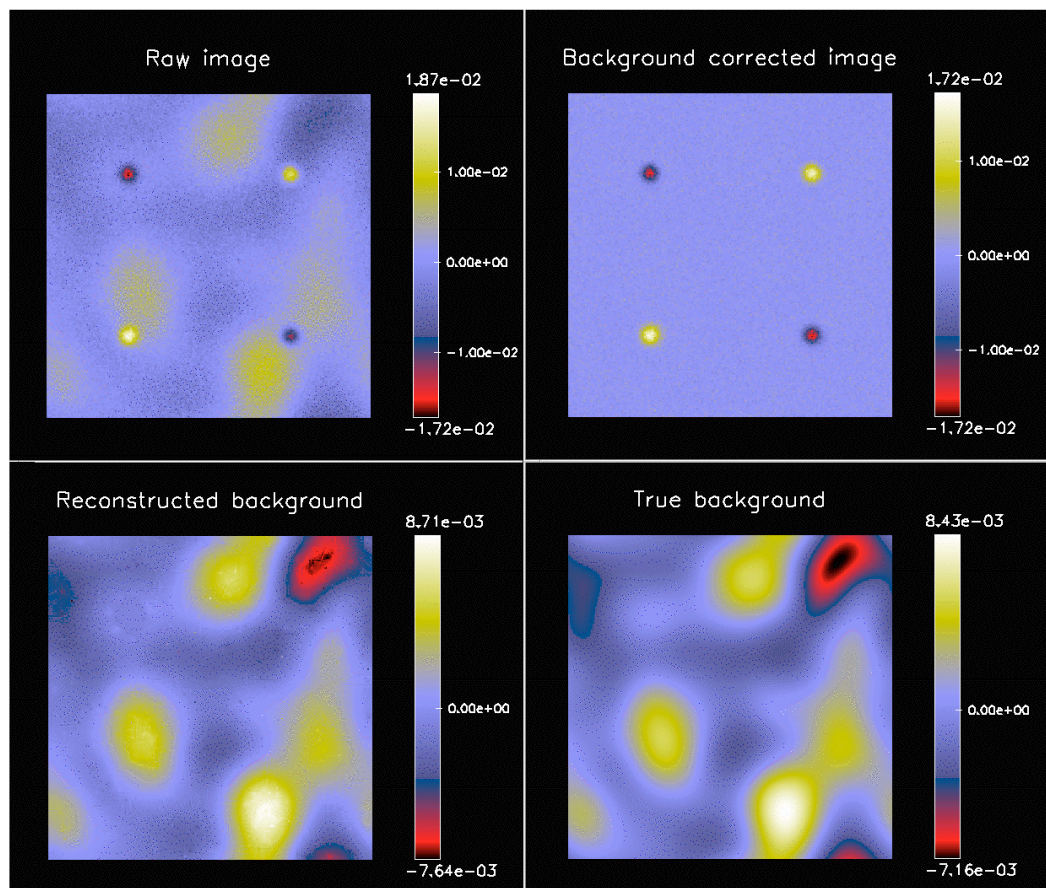 Raw image
1.87e-02
1.00e-02
0.00e+00
-1.00e-02
-1.72e-02
Background corrected image
1.72e-02
1.00e-02
0.00e+00
-1.00e-02
-1.72e-02
Reconstructed background
8.71e-03
0.00e+00
-7.64e-03
True background
8.43e-03
0.00e+00
-7.16e-03